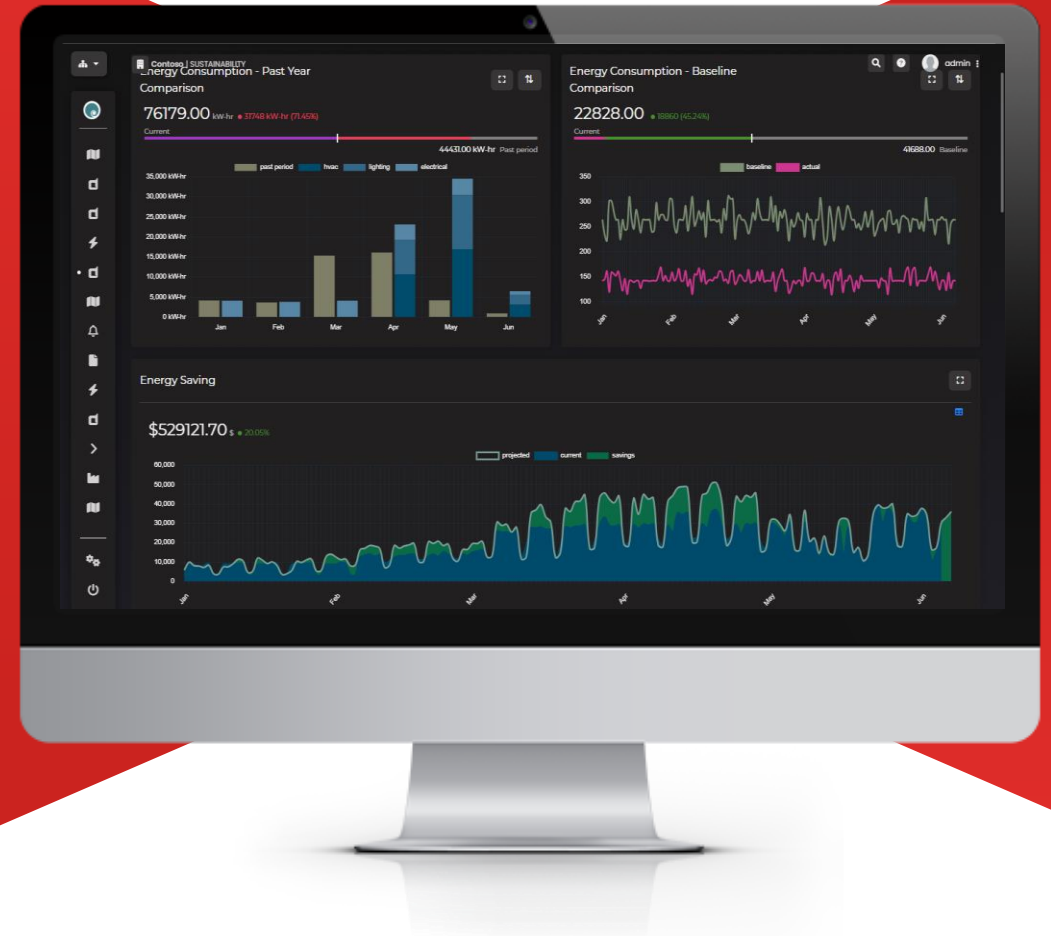 Contoso | SUSTAINABILITY
admin
Energy Consumption - Past Year
Comparison
76179.00 kW-hr 31748 kW-hr (71.45%)
Current
44431.00 kW-hr Past period
past period hvac lighting electrical
35,000 kW-hr
30,000 kW-hr
25,000 kW-hr
20,000 kW-hr
15,000 kW-hr
10,000 kW-hr
5,000 kW-hr
0 kW-hr
Jan Feb Mar Apr May Jun
Energy Consumption - Baseline
Comparison
22828.00 18860 (45.24%)
Current
41688.00 Baseline
baseline actual
350
300
250
200
150
100
Jan Feb Mar Apr May Jun
Energy Saving
$529121.70 $ 20.05%
projected current savings
60,000
50,000
40,000
30,000
20,000
10,000
0
Jan Feb Mar Apr May Jun